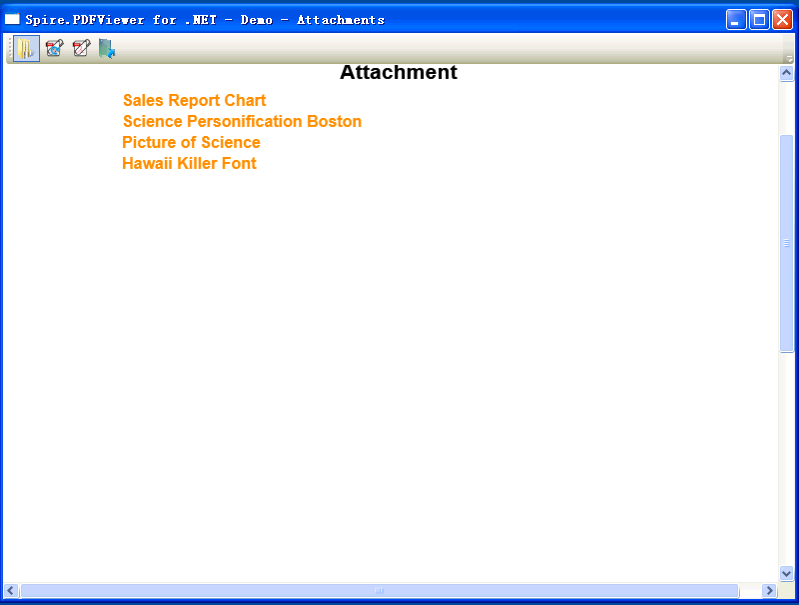 Spire.PDFViewer for .NET - Demo - Attachments
Attachment
Sales Report Chart
Science Personification Boston
Picture of Science
Hawaii Killer Font